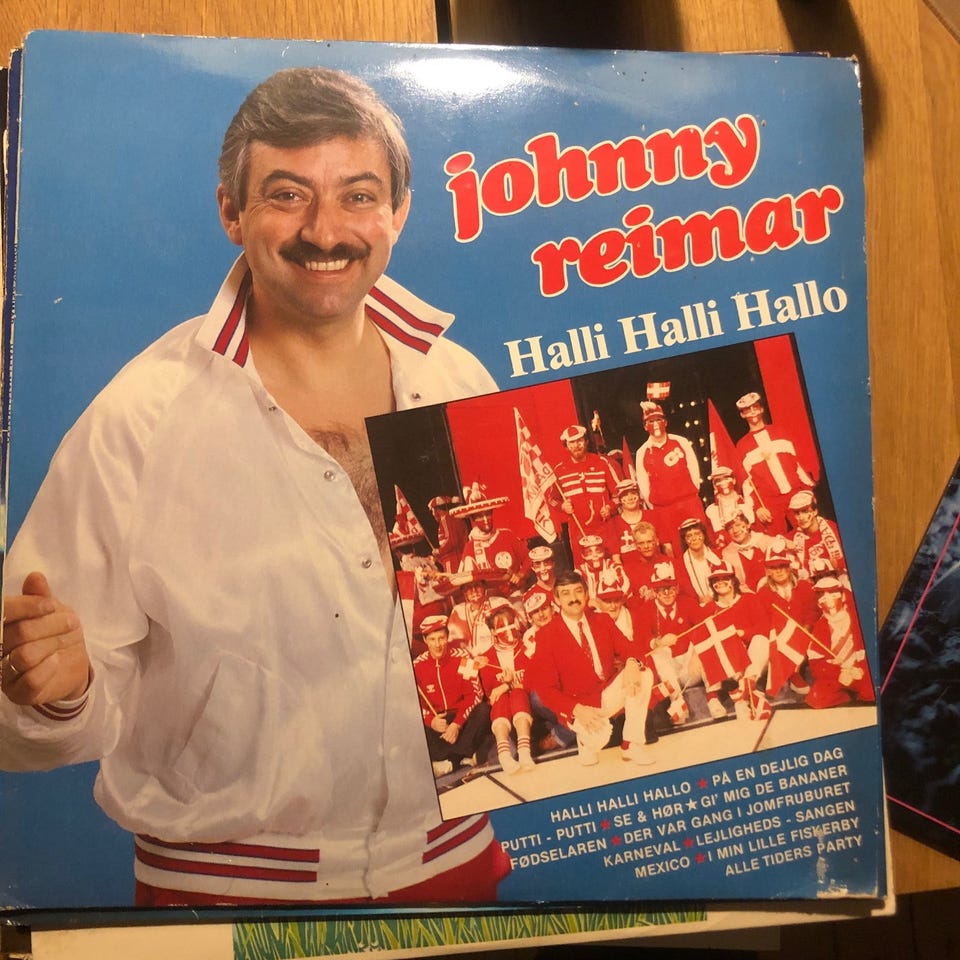 johnny
reimar
Halli Halli Hallo
HALLI HALLI HALLO ★ PÅ EN DEJLIG DAG
PUTTI - PUTTI ★ SE & HØR ★ GI' MIG DE BANANER
FØDSELAREN ★ DER VAR GANG I JOMFRUBURET
KARNEVAL ★ LEJLIGHEDS - SANGEN
MEXICO ★ I MIN LILLE FISKERBY
ALLE TIDERS PARTY